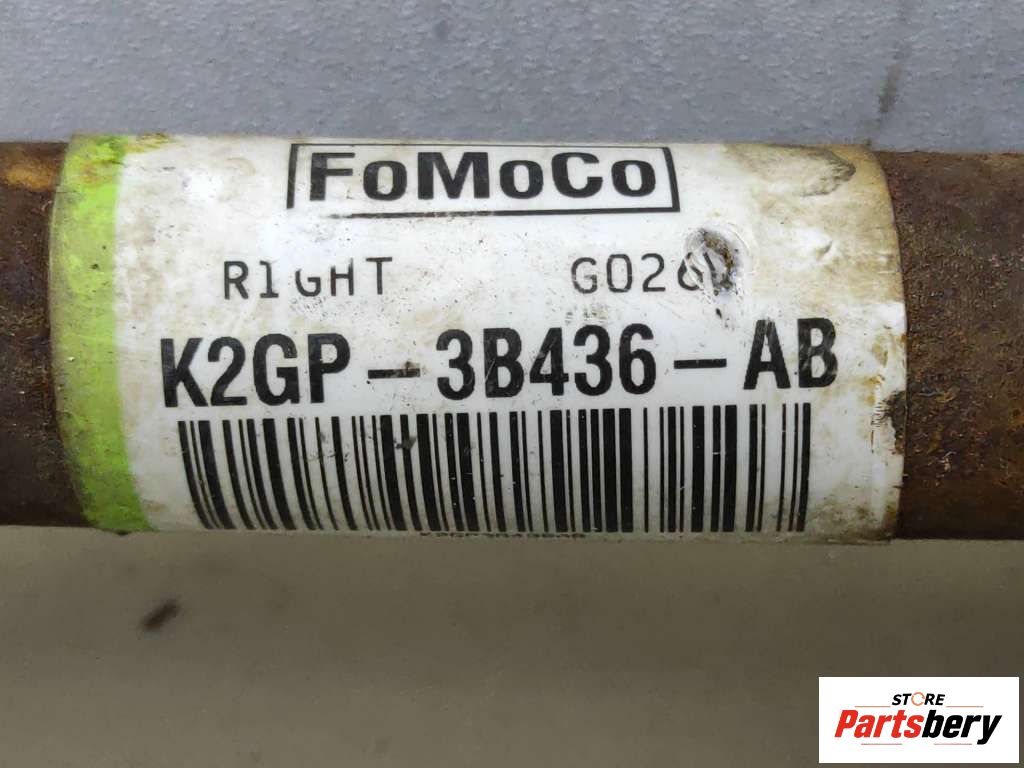 FoMoCo
RIGHT
K2GP-3B436-AB
STORE
Partsbery